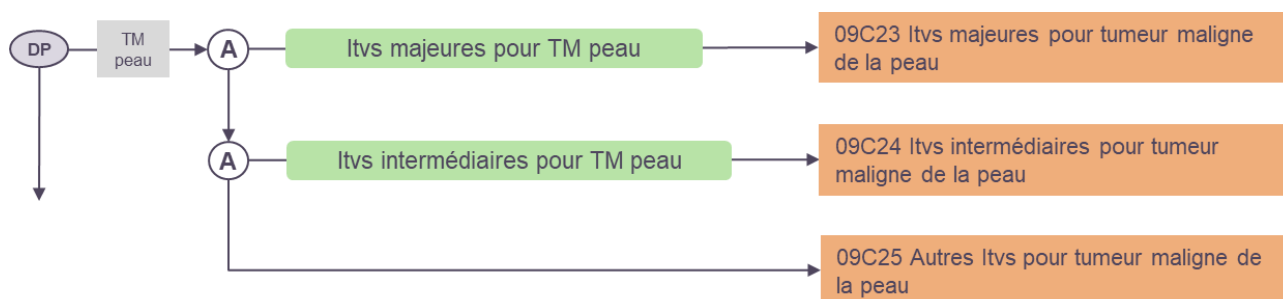 DP
TM
peau
A
Itvs majeures pour TM peau
09C23 Itvs majeures pour tumeur maligne
de la peau
A
Itvs intermédiaires pour TM peau
09C24 Itvs intermédiaires pour tumeur
maligne de la peau
09C25 Autres Itvs pour tumeur maligne de
la peau